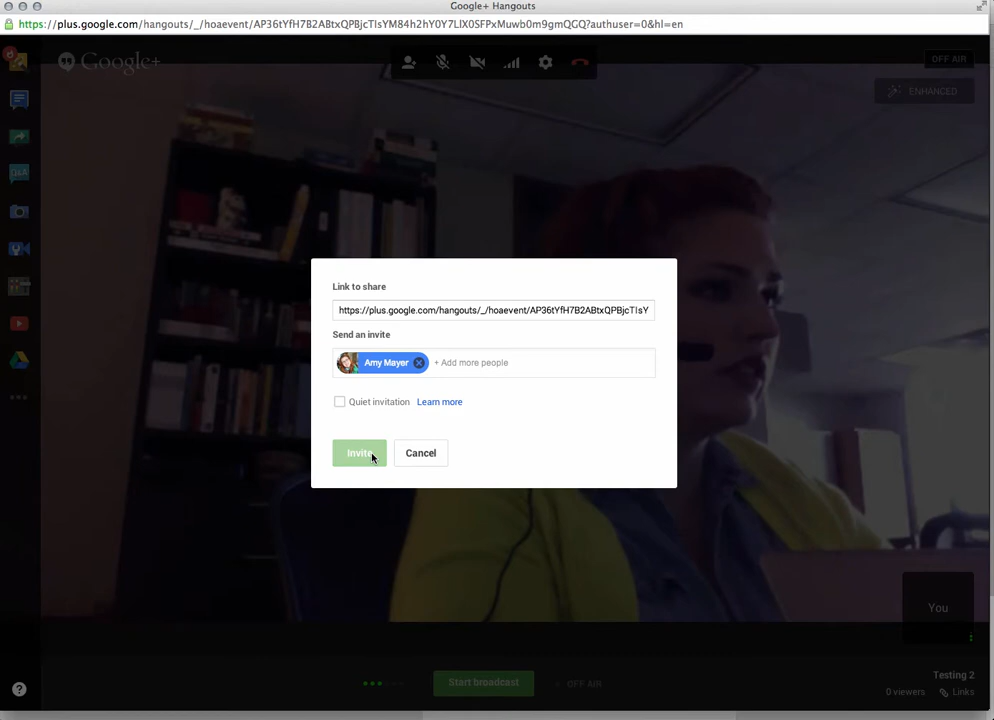 Google+ Hangouts
https://plus.google.com/hangouts/_/hoaevent/AP36tYfH7B2ABtxQPBjcTIsYM84h2hY0Y7LlX0SFPxMuwb0m9gmQGQ?authuser=0&hl=en
Google+
OFF AIR
ENHANCED
Q&A
Link to share
https://plus.google.com/hangouts/_/hoaevent/AP36tYfH7B2ABtxQPBjcTIsY
Send an invite
Amy Mayer
+ Add more people
Quiet invitation Learn more
Invite
Cancel
You
Start broadcast
OFF AIR
Testing 2
0 viewers
Links
?